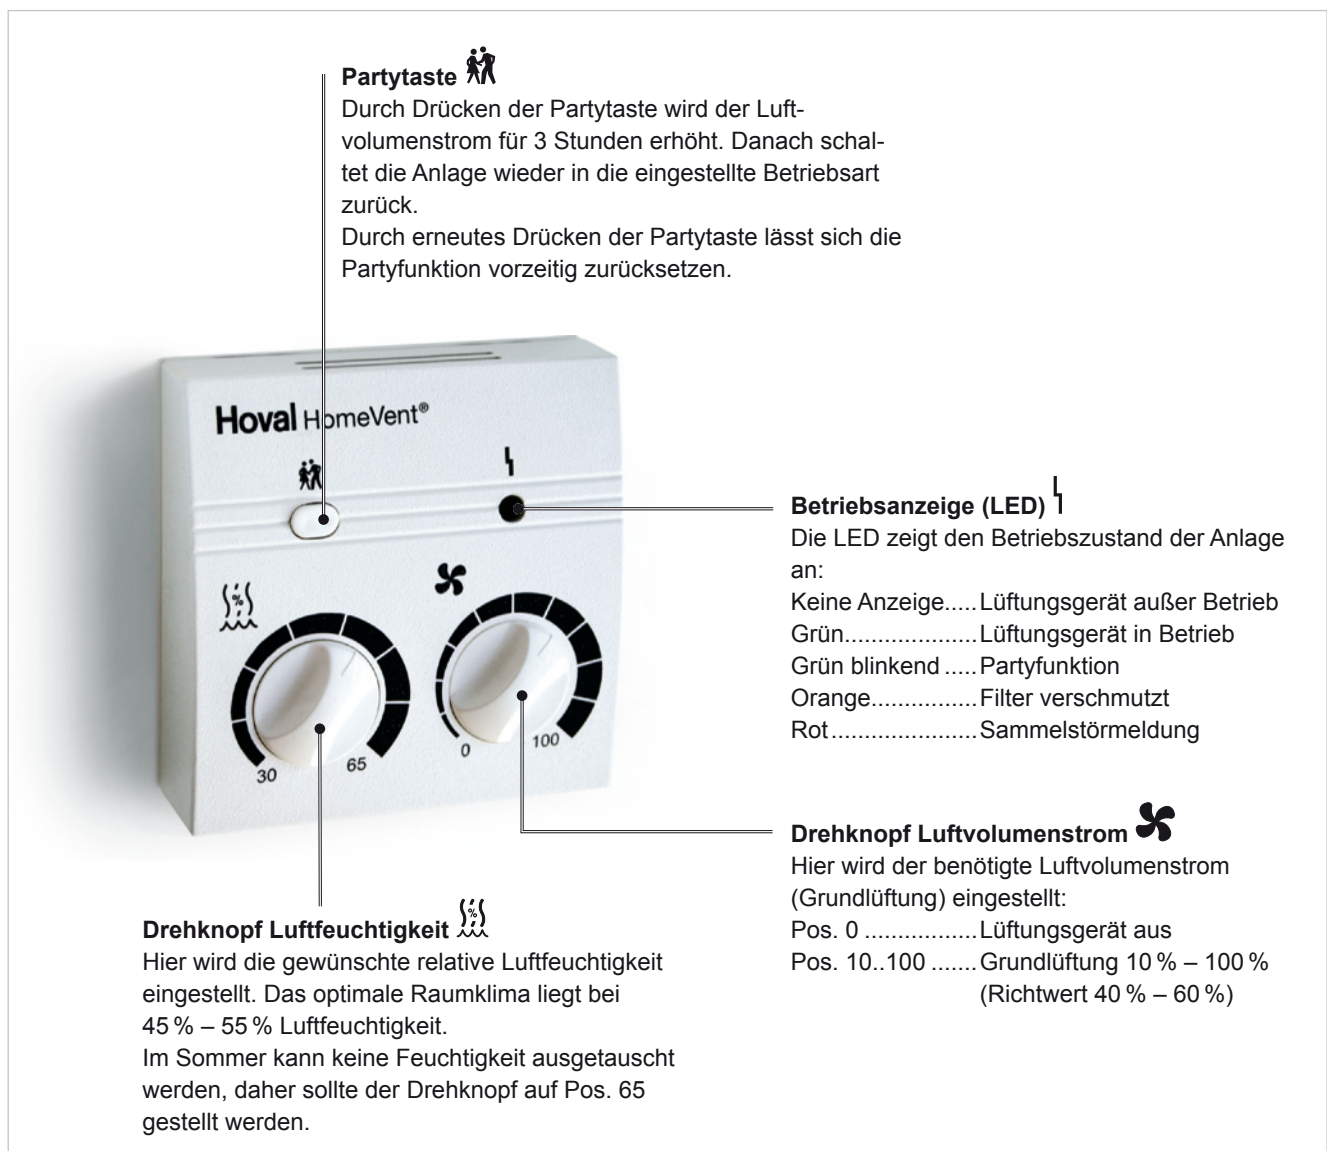 Partytaste
Durch Drücken der Partytaste wird der Luft-
volumenstrom für 3 Stunden erhöht. Danach schal-
tet die Anlage wieder in die eingestellte Betriebsart
zurück.
Durch erneutes Drücken der Partytaste lässt sich die
Partyfunktion vorzeitig zurücksetzen.
Hoval HomeVent®
%
30
65
0
100
Betriebsanzeige (LED)
Die LED zeigt den Betriebszustand der Anlage
an:
Keine Anzeige.....Lüftungsgerät außer Betrieb
Grün....................Lüftungsgerät in Betrieb
Grün blinkend .....Partyfunktion
Orange................Filter verschmutzt
Rot......................Sammelstörmeldung
Drehknopf Luftvolumenstrom
Hier wird der benötigte Luftvolumenstrom
(Grundlüftung) eingestellt:
Pos. 0 .................Lüftungsgerät aus
Pos. 10..100 .......Grundlüftung 10 % – 100 %
(Richtwert 40 % – 60 %)
Drehknopf Luftfeuchtigkeit %
Hier wird die gewünschte relative Luftfeuchtigkeit
eingestellt. Das optimale Raumklima liegt bei
45 % – 55 % Luftfeuchtigkeit.
Im Sommer kann keine Feuchtigkeit ausgetauscht
werden, daher sollte der Drehknopf auf Pos. 65
gestellt werden.